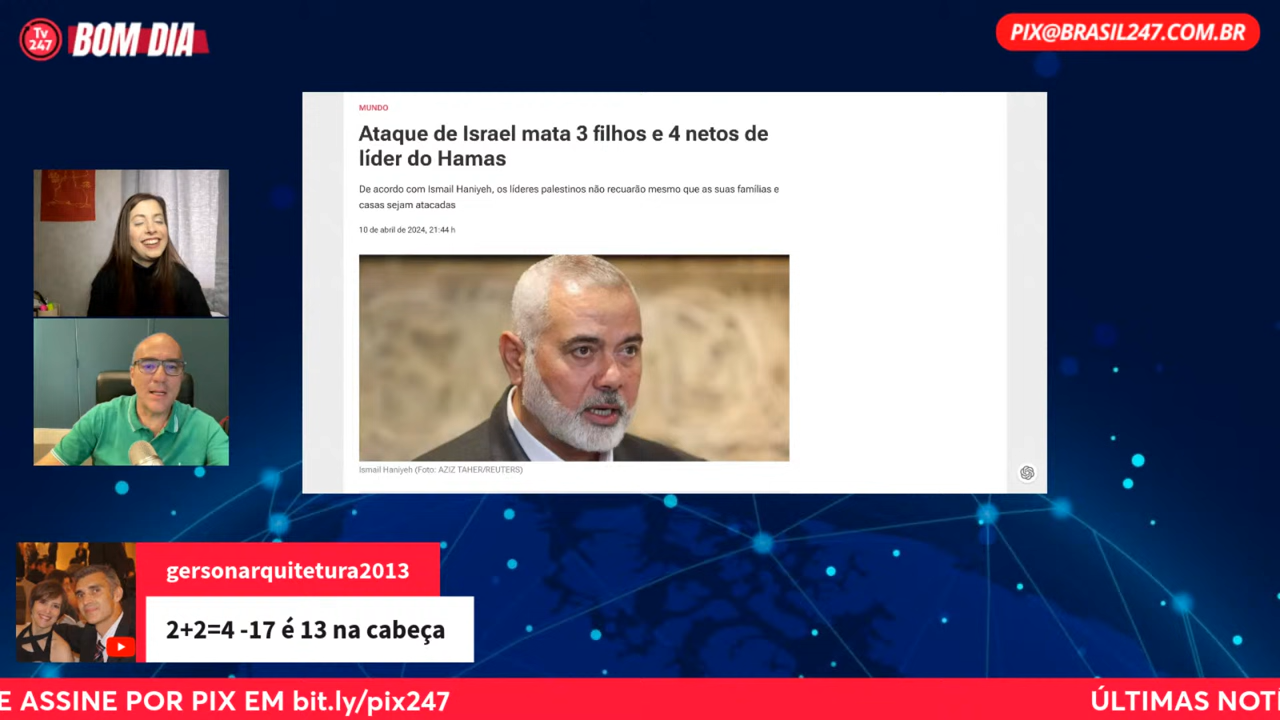 Tv
247
BOM DIA
PIX@BRASIL247.COM.BR
MUNDO
Ataque de Israel mata 3 filhos e 4 netos de
líder do Hamas
De acordo com Ismail Haniyeh, os líderes palestinos não recuarão mesmo que as suas famílias e
casas sejam atacadas
10 de abril de 2024, 21:44 h
Ismail Haniyeh (Foto: AZIZ TAHER/REUTERS)
gersonarquitetura2013
2+2=4 -17 é 13 na cabeça
E ASSINE POR PIX EM bit.ly/pix247
ÚLTIMAS NOTÍ